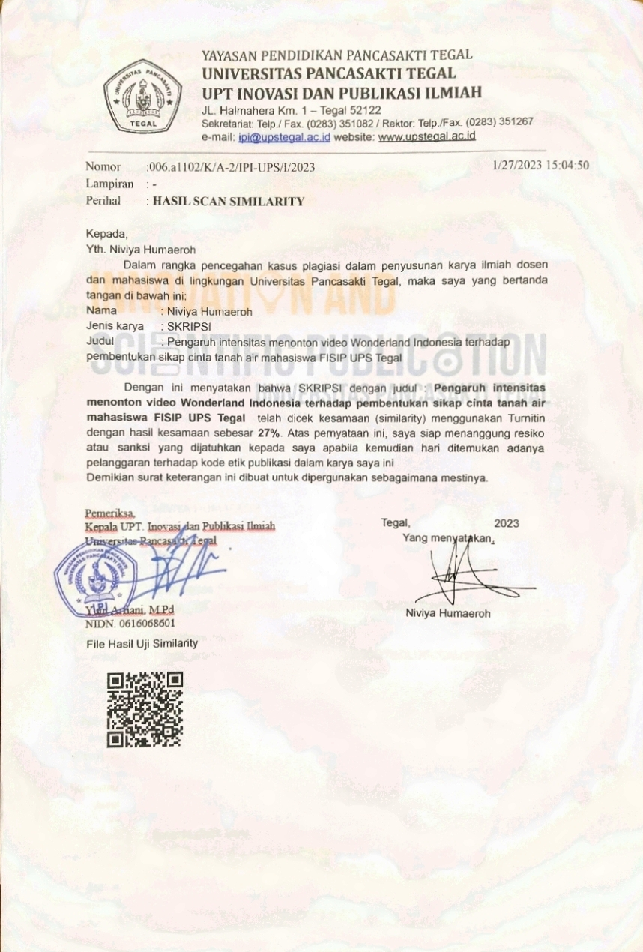 YAYASAN PENDIDIKAN PANCASAKTI TEGAL
UNIVERSITAS PANCASAKTI TEGAL
UPT INOVASI DAN PUBLIKASI ILMIAH
JL. Halmahera Km. 1 – Tegal 52122
Sekretariat: Telp / Fax. (0283) 351082 / Rektor: Telp./Fax. (0283) 351267
e-mail: ipi@upstegal.ac.id website: www.upstegal.ac.id
UNIVERSITAS PANCASAKTI
TEGAL
Nomor :006.a1102/K/A-2/IPI-UPS/I/2023 1/27/2023 15:04:50
Lampiran : -
Perihal : HASIL SCAN SIMILARITY
Kepada,
Yth. Niviya Humaeroh
Dalam rangka pencegahan kasus plagiasi dalam penyusunan karya ilmiah dosen
dan mahasiswa di lingkungan Universitas Pancasakti Tegal, maka saya yang bertanda
tangan di bawah ini;
Nama : Niviya Humaeroh
Jenis karya : SKRIPSI
Judul : Pengaruh intensitas menonton video Wonderland Indonesia terhadap
pembentukan sikap cinta tanah air mahasiswa FISIP UPS Tegal
INNOVATION AND
SCIENTIFIC PUBLICATION
Dengan ini menyatakan bahwa SKRIPSI dengan judul : Pengaruh intensitas
menonton video Wonderland Indonesia terhadap pembentukan sikap cinta tanah air
mahasiswa FISIP UPS Tegal telah dicek kesamaan (similarity) menggunakan Turnitin
dengan hasil kesamaan sebesar 27%. Atas pernyataan ini, saya siap menanggung resiko
atau sanksi yang dijatuhkan kepada saya apabila kemudian hari ditemukan adanya
pelanggaran terhadap kode etik publikasi dalam karya saya ini
Demikian surat keterangan ini dibuat untuk dipergunakan sebagaimana mestinya.
Pemeriksa,
Kepala UPT. Inovasi dan Publikasi Ilmiah
Universitas Pancasakti Tegal
M.Pd
NIDN. 0616068601
Tegal, 2023
Yang menyatakan,
Niviya Humaeroh
File Hasil Uji Similarity